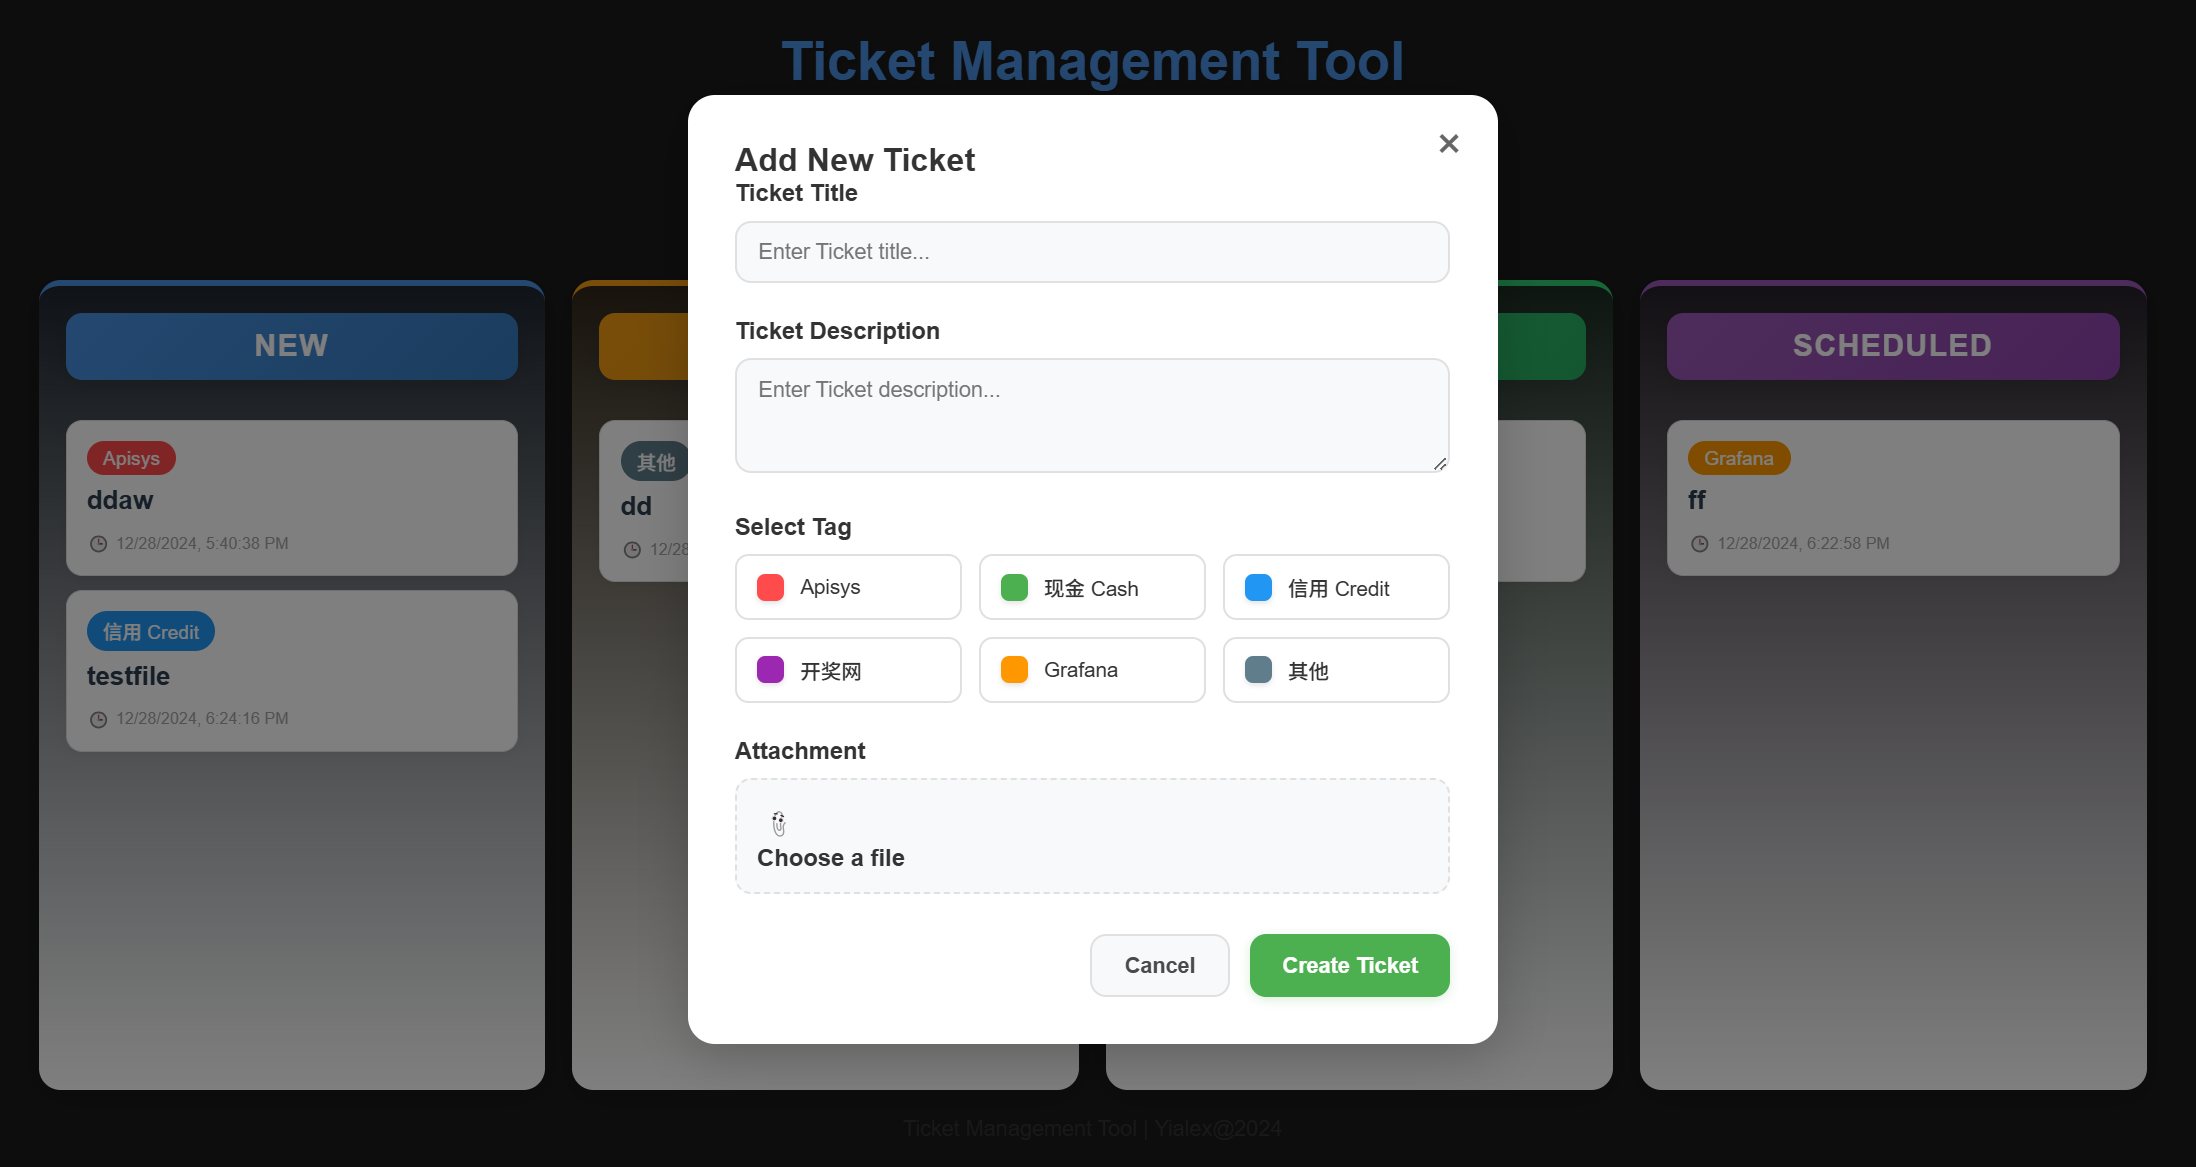 Ticket Management Tool
Add New Ticket
✕
Ticket Title
Enter Ticket title...
Ticket Description
Enter Ticket description...
Select Tag
Apisys
现金 Cash
信用 Credit
开奖网
Grafana
其他
Attachment
Choose a file
Cancel
Create Ticket
NEW
Apisys
ddaw
12/28/2024, 5:40:38 PM
信用 Credit
testfile
12/28/2024, 6:24:16 PM
其他
dd
12/28
SCHEDULED
Grafana
ff
12/28/2024, 6:22:58 PM
Ticket Management Tool | Yialex@2024